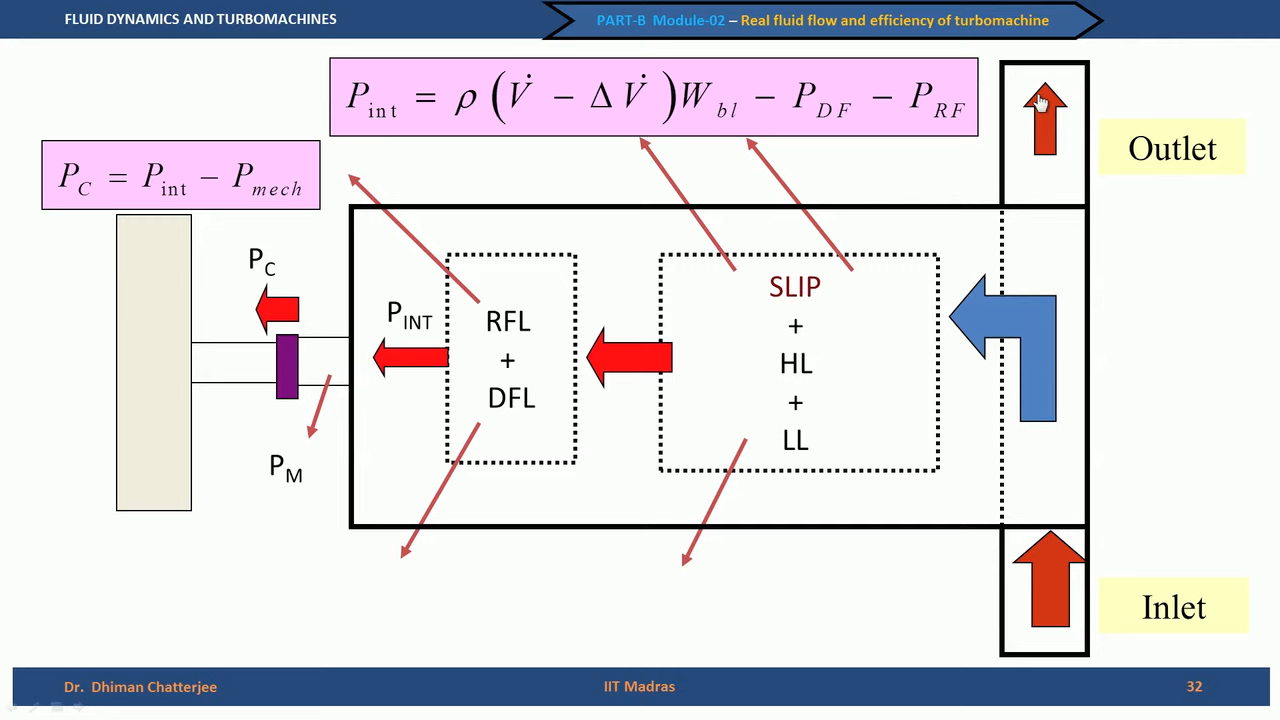 FLUID DYNAMICS AND TURBOMACHINES
PART-B Module-02 – Real fluid flow and efficiency of turbomachine
P_int = ρ (V̇ − Δ V̇) W_bl − P_DF − P_RF
Outlet
P_C = P_int − P_mech
P_C
P_INT
RFL
+
DFL
SLIP
+
HL
+
LL
P_M
Inlet
Dr. Dhiman Chatterjee
IIT Madras
32